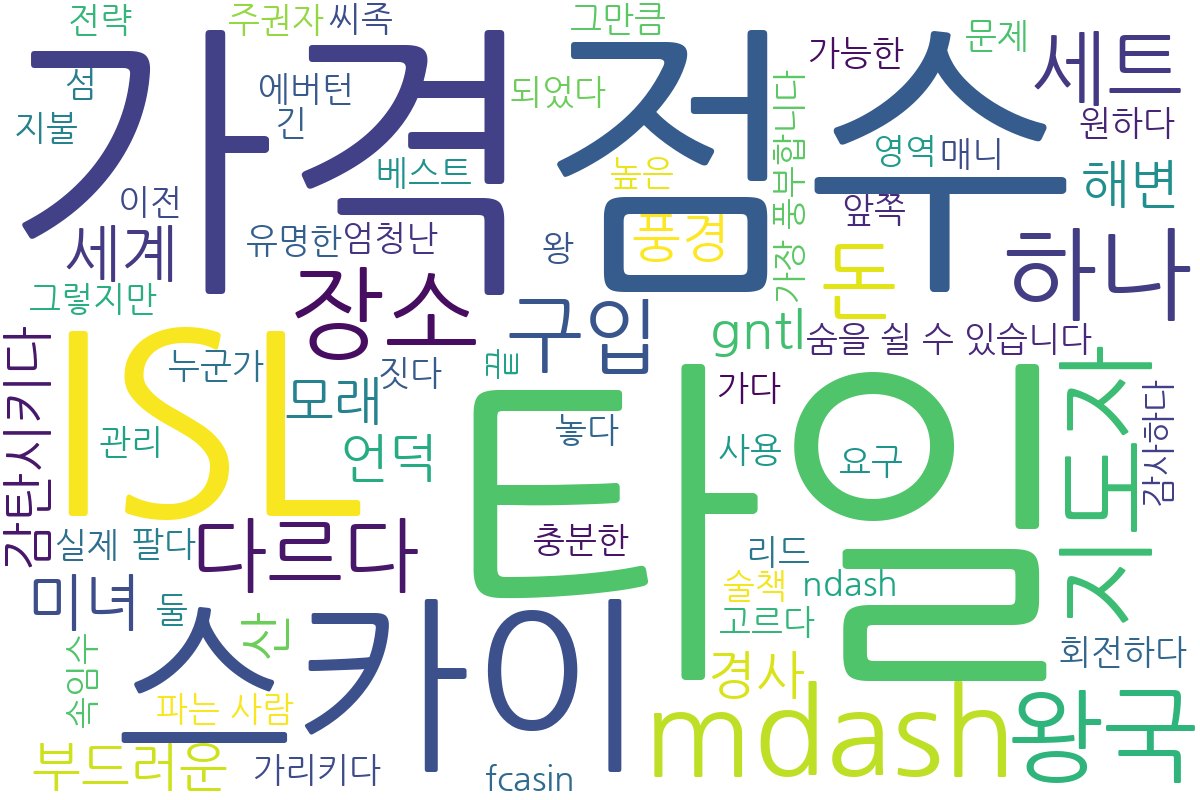 전략
주권자
씨족
그만큼
가능한
문제
세트
가격
점수
섬
에버턴
되었다
지불
긴
원하다
영역
매니
베스트
높은
해변
이전
앞쪽
가장 풍부합니다
세계
유명한
엄청난
왕
풍경
돈
하나
그렇지만
장소
구입
gntl
숨을 쉴 수 있습니다
ISL
누군가
짓다
끝
모래
가다
타일
지도자
감탄시키다
관리
언덕
놓다
사용
요구
감사하다
실제
팔다
다르다
충분한
리드
미녀
둘
스카이
산
술책
ndash
고르다
회전하다
속임수
파는 사람
경사
mdash
왕국
부드러운
가리키다
fcasin